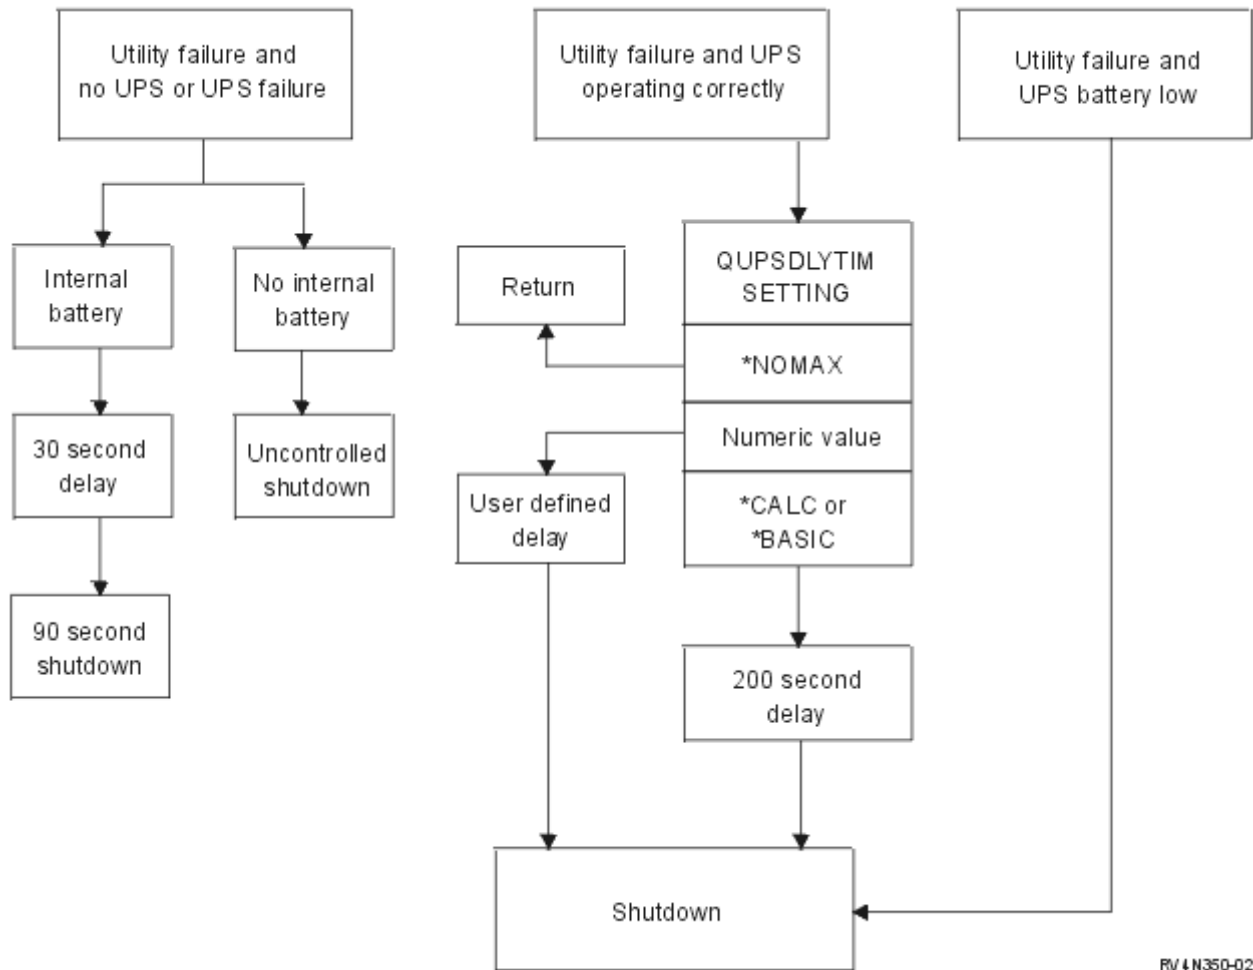 Utility failure and
no UPS or UPS failure
Utility failure and UPS
operating correctly
Utility failure and
UPS battery low
Internal
battery
No internal
battery
Return
QUPSDLYTIM
SETTING
*NOMAX
Numeric value
*CALC or
*BASIC
30 second
delay
Uncontrolled
shutdown
User defined
delay
90 second
shutdown
200 second
delay
Shutdown
RV4N350-02